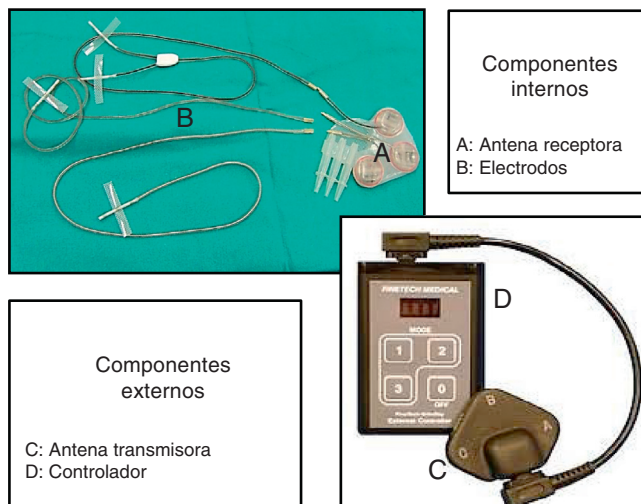 B
A
Componentes
internos
A: Antena receptora
B: Electrodos
Componentes
externos
C: Antena transmisora
D: Controlador
FINETECH MEDICAL
MODE
1
2
3
0
OFF
External Controller
B
A
D
C